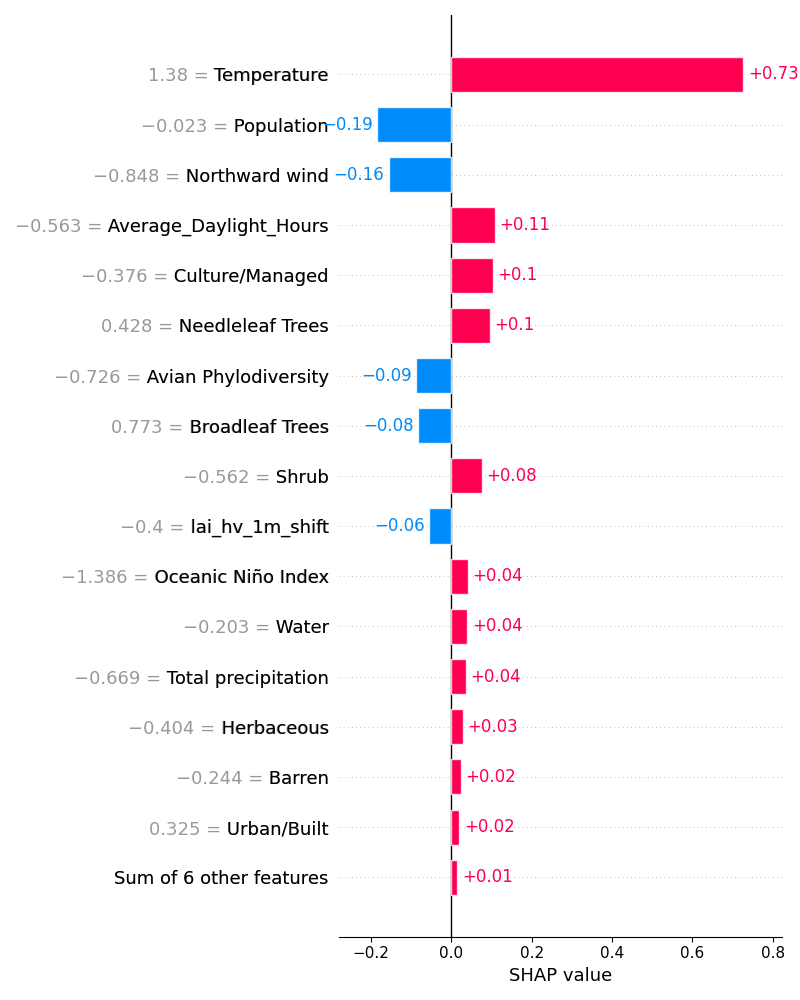 1.38 = Temperature +0.73
−0.023 = Population −0.19
−0.848 = Northward wind −0.16
−0.563 = Average_Daylight_Hours +0.11
−0.376 = Culture/Managed +0.1
0.428 = Needleleaf Trees +0.1
−0.726 = Avian Phylodiversity −0.09
0.773 = Broadleaf Trees −0.08
−0.562 = Shrub +0.08
−0.4 = lai_hv_1m_shift −0.06
−1.386 = Oceanic Niño Index +0.04
−0.203 = Water +0.04
−0.669 = Total precipitation +0.04
−0.404 = Herbaceous +0.03
−0.244 = Barren +0.02
0.325 = Urban/Built +0.02
Sum of 6 other features +0.01
−0.2 0.0 0.2 0.4 0.6 0.8
SHAP value